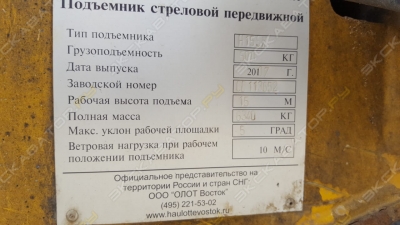 Подъемник стреловой передвижной
Тип подъемника
Грузоподъемность КГ
Дата выпуска 201 Г.
Заводской номер
Рабочая высота подъема М
Полная масса КГ
Макс. уклон рабочей площадки 5 ГРАД
Ветровая нагрузка при рабочем
положении подъемника 10 М/С
Официальное представительство на
территории России и стран СНГ:
ООО "ОЛОТ Восток"
(495) 221-53-02
www.haulottevostok.ru